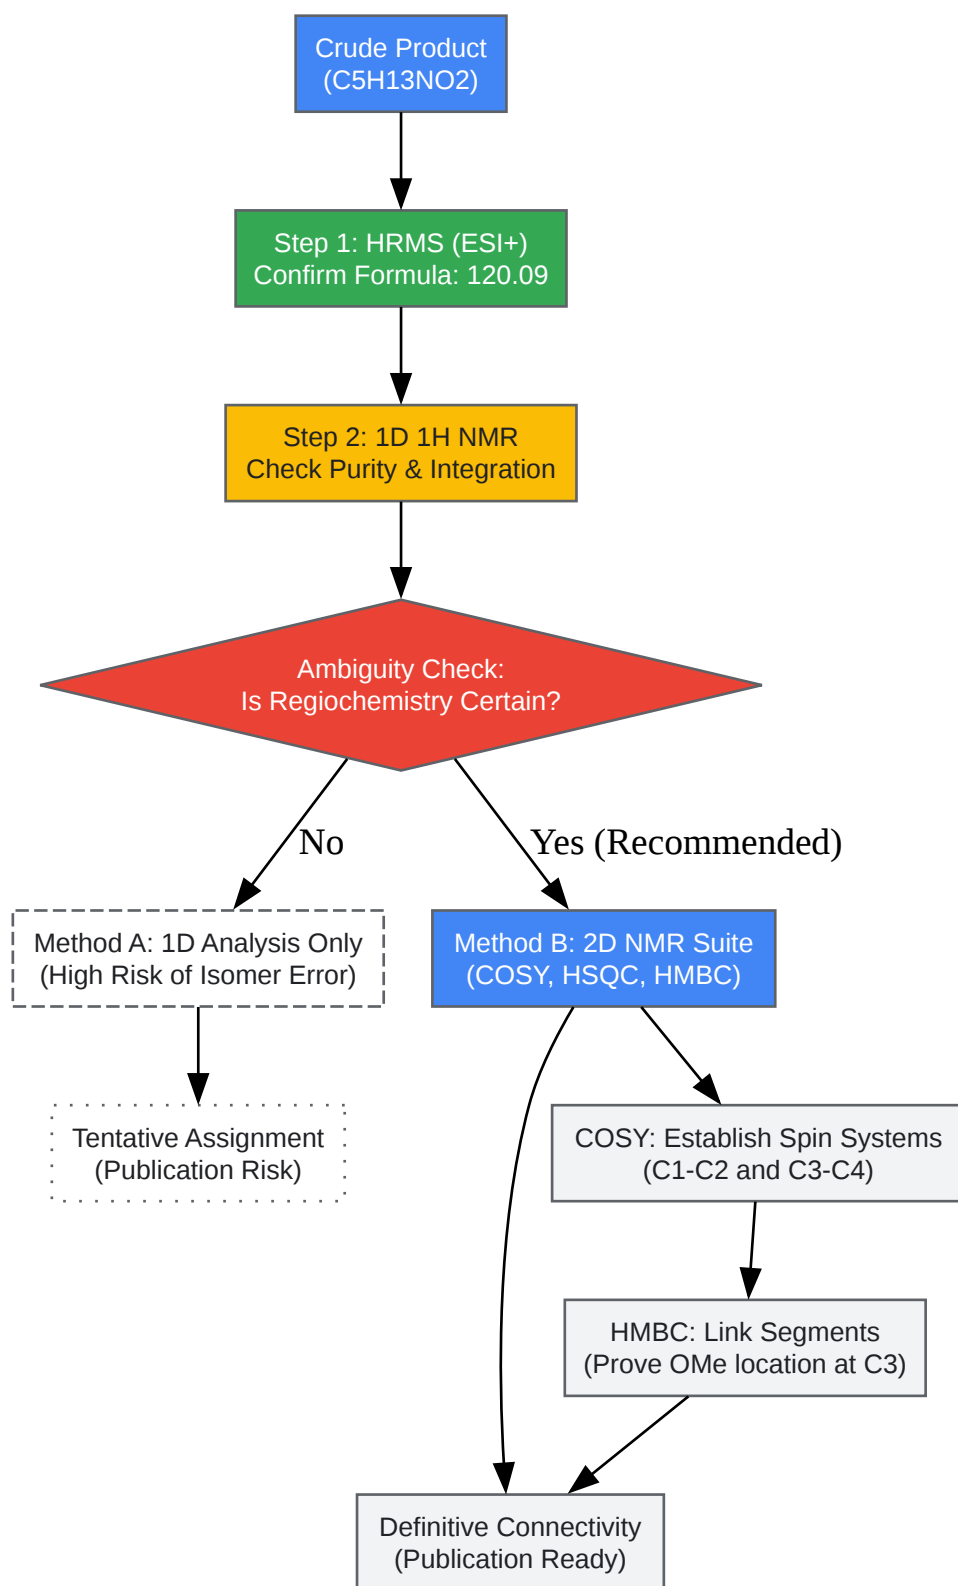 Crude Product
(C5H13NO2)
Step 1: HRMS (ESI+)
Confirm Formula: 120.09
Step 2: 1D 1H NMR
Check Purity & Integration
Ambiguity Check:
Is Regiochemistry Certain?
No
Yes (Recommended)
Method A: 1D Analysis Only
(High Risk of Isomer Error)
Method B: 2D NMR Suite
(COSY, HSQC, HMBC)
Tentative Assignment
(Publication Risk)
COSY: Establish Spin Systems
(C1-C2 and C3-C4)
HMBC: Link Segments
(Prove OMe location at C3)
Definitive Connectivity
(Publication Ready)